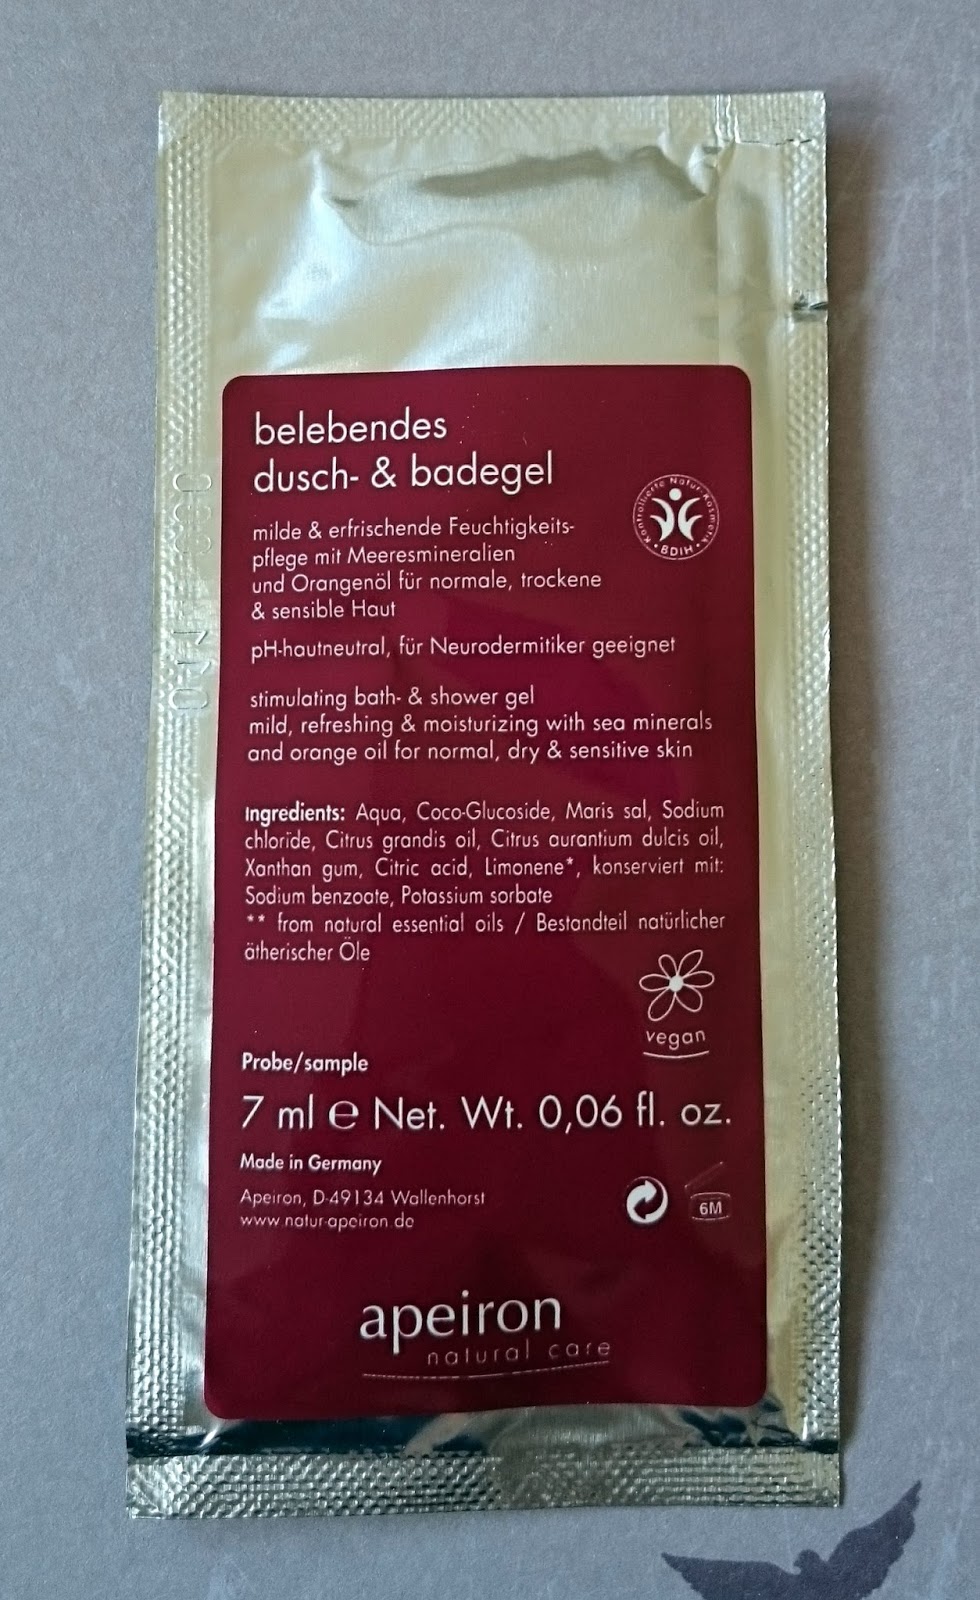 belebendes
dusch- & badegel
milde & erfrischende Feuchtigkeits-
pflege mit Meeresmineralien
und Orangenöl für normale, trockene
& sensible Haut
Kontrollierte Natur-Kosmetik
• BDIH •
pH-hautneutral, für Neurodermitiker geeignet
stimulating bath- & shower gel
mild, refreshing & moisturizing with sea minerals
and orange oil for normal, dry & sensitive skin
Ingredients: Aqua, Coco-Glucoside, Maris sal, Sodium
chloride, Citrus grandis oil, Citrus aurantium dulcis oil,
Xanthan gum, Citric acid, Limonene*, konserviert mit:
Sodium benzoate, Potassium sorbate
** from natural essential oils / Bestandteil natürlicher
ätherischer Öle
vegan
Probe/sample
7 ml e Net. Wt. 0,06 fl. oz.
Made in Germany
Apeiron, D-49134 Wallenhorst
www.natur-apeiron.de
6M
apeiron
natural care